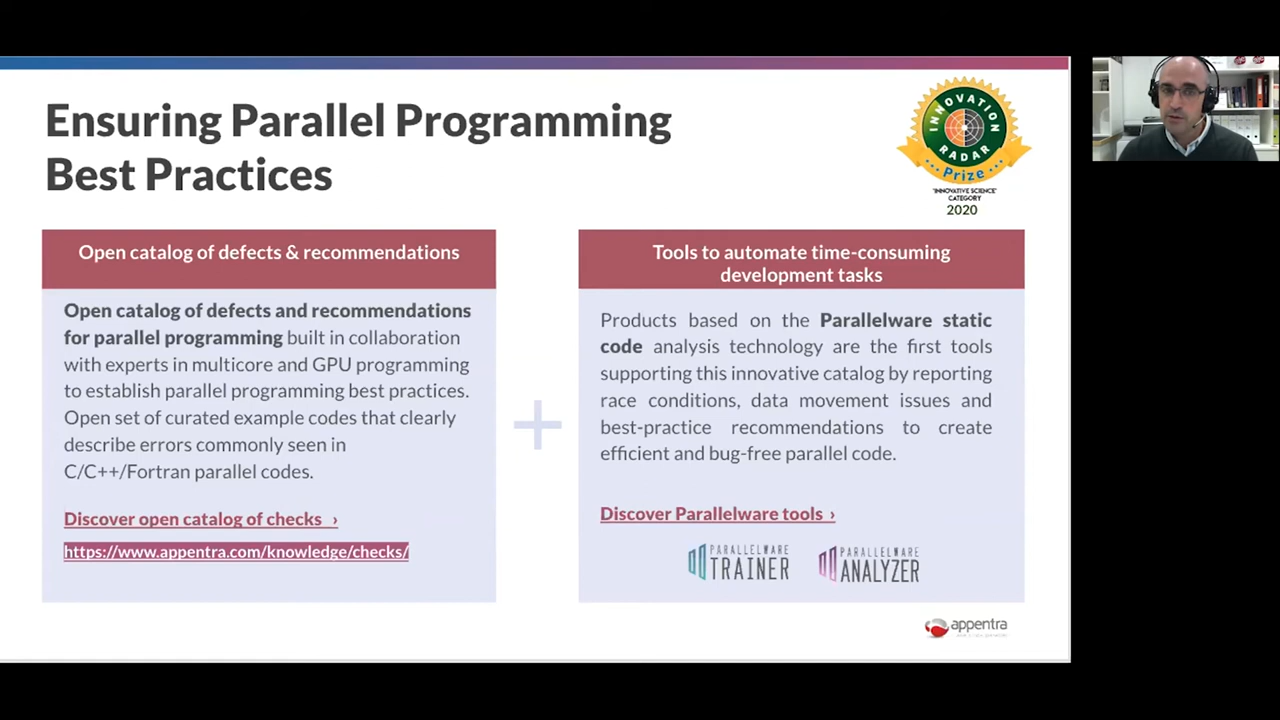 Ensuring Parallel Programming
Best Practices
INNOVATION
RADAR
Prize
"INNOVATIVE SCIENCE"
CATEGORY
2020
Open catalog of defects & recommendations
Open catalog of defects and recommendations
for parallel programming built in collaboration
with experts in multicore and GPU programming
to establish parallel programming best practices.
Open set of curated example codes that clearly
describe errors commonly seen in
C/C++/Fortran parallel codes.
Discover open catalog of checks ›
https://www.appentra.com/knowledge/checks/
+
Tools to automate time-consuming
development tasks
Products based on the Parallelware static
code analysis technology are the first tools
supporting this innovative catalog by reporting
race conditions, data movement issues and
best-practice recommendations to create
efficient and bug-free parallel code.
Discover Parallelware tools ›
PARALLELWARE
TRAINER
PARALLELWARE
ANALYZER
appentra